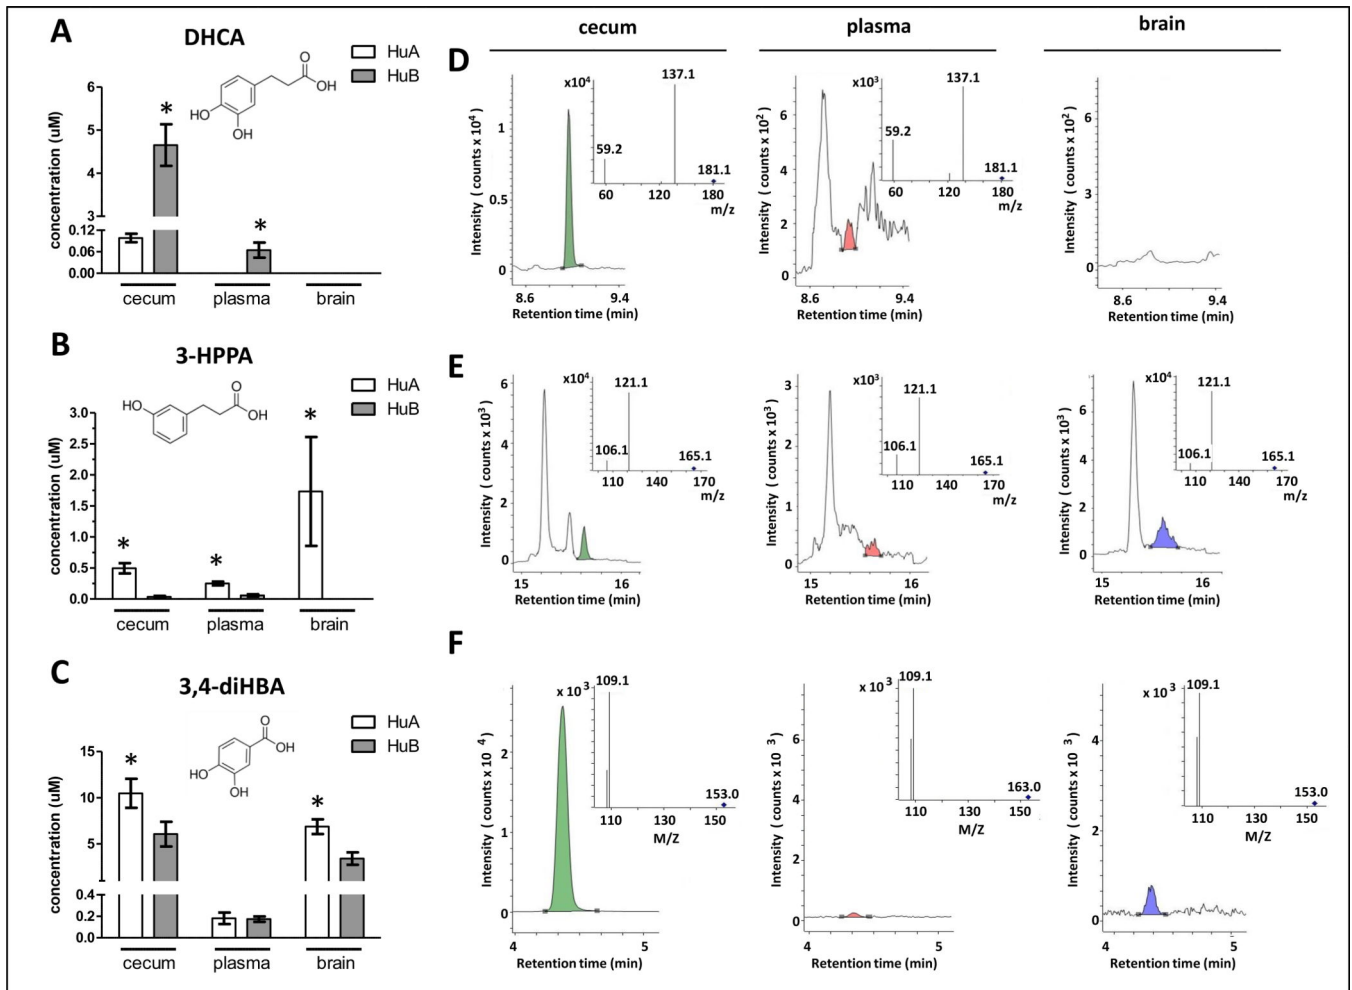 A
DHCA
HuA
HuB
concentration (uM)
6
5
4
3
0.12
0.06
0.00
*
*
O
OH
HO
OH
cecum
plasma
brain
B
3-HPPA
HuA
HuB
concentration (uM)
3.0
2.5
2.0
1.5
1.0
0.5
0.0
*
*
*
HO
O
OH
cecum
plasma
brain
C
3,4-diHBA
HuA
HuB
concentration (uM)
15
10
5
0.4
0.2
0.0
*
*
O
OH
HO
OH
cecum
plasma
brain
cecum
plasma
brain
D
Intensity ( counts x 10⁴)
1
0.5
0
x10⁴
137.1
59.2
181.1
60 120 180
m/z
8.6 9.4
Retention time (min)
Intensity ( counts x 10²)
6
4
2
0
x10³
137.1
59.2
181.1
60 120 180
m/z
8.6 9.4
Retention time (min)
Intensity ( counts x 10²)
6
3
0
8.6 9.4
Retention time (min)
E
Intensity ( counts x 10³)
6
4
2
0
x10⁴
121.1
106.1
165.1
110 140 170
m/z
15 16
Retention time (min)
Intensity ( counts x 10³)
3
2
1
0
x10³
121.1
106.1
165.1
110 140 170
m/z
15 16
Retention time (min)
Intensity ( counts x 10³)
6
4
2
0
x10⁴
121.1
106.1
165.1
110 140 170
m/z
15 16
Retention time (min)
F
Intensity ( counts x 10 ⁴)
2
1
0
x 10 ³
109.1
153.0
110 130 150
M/Z
4 5
Retention time (min)
Intensity ( counts x 10 ³)
6
4
2
0
x 10 ³
109.1
163.0
110 130 150
M/Z
4 5
Retention time (min)
Intensity ( counts x 10 ³)
4
2
0
x 10 ³
109.1
153.0
110 130 150
M/Z
4 5
Retention time (min)